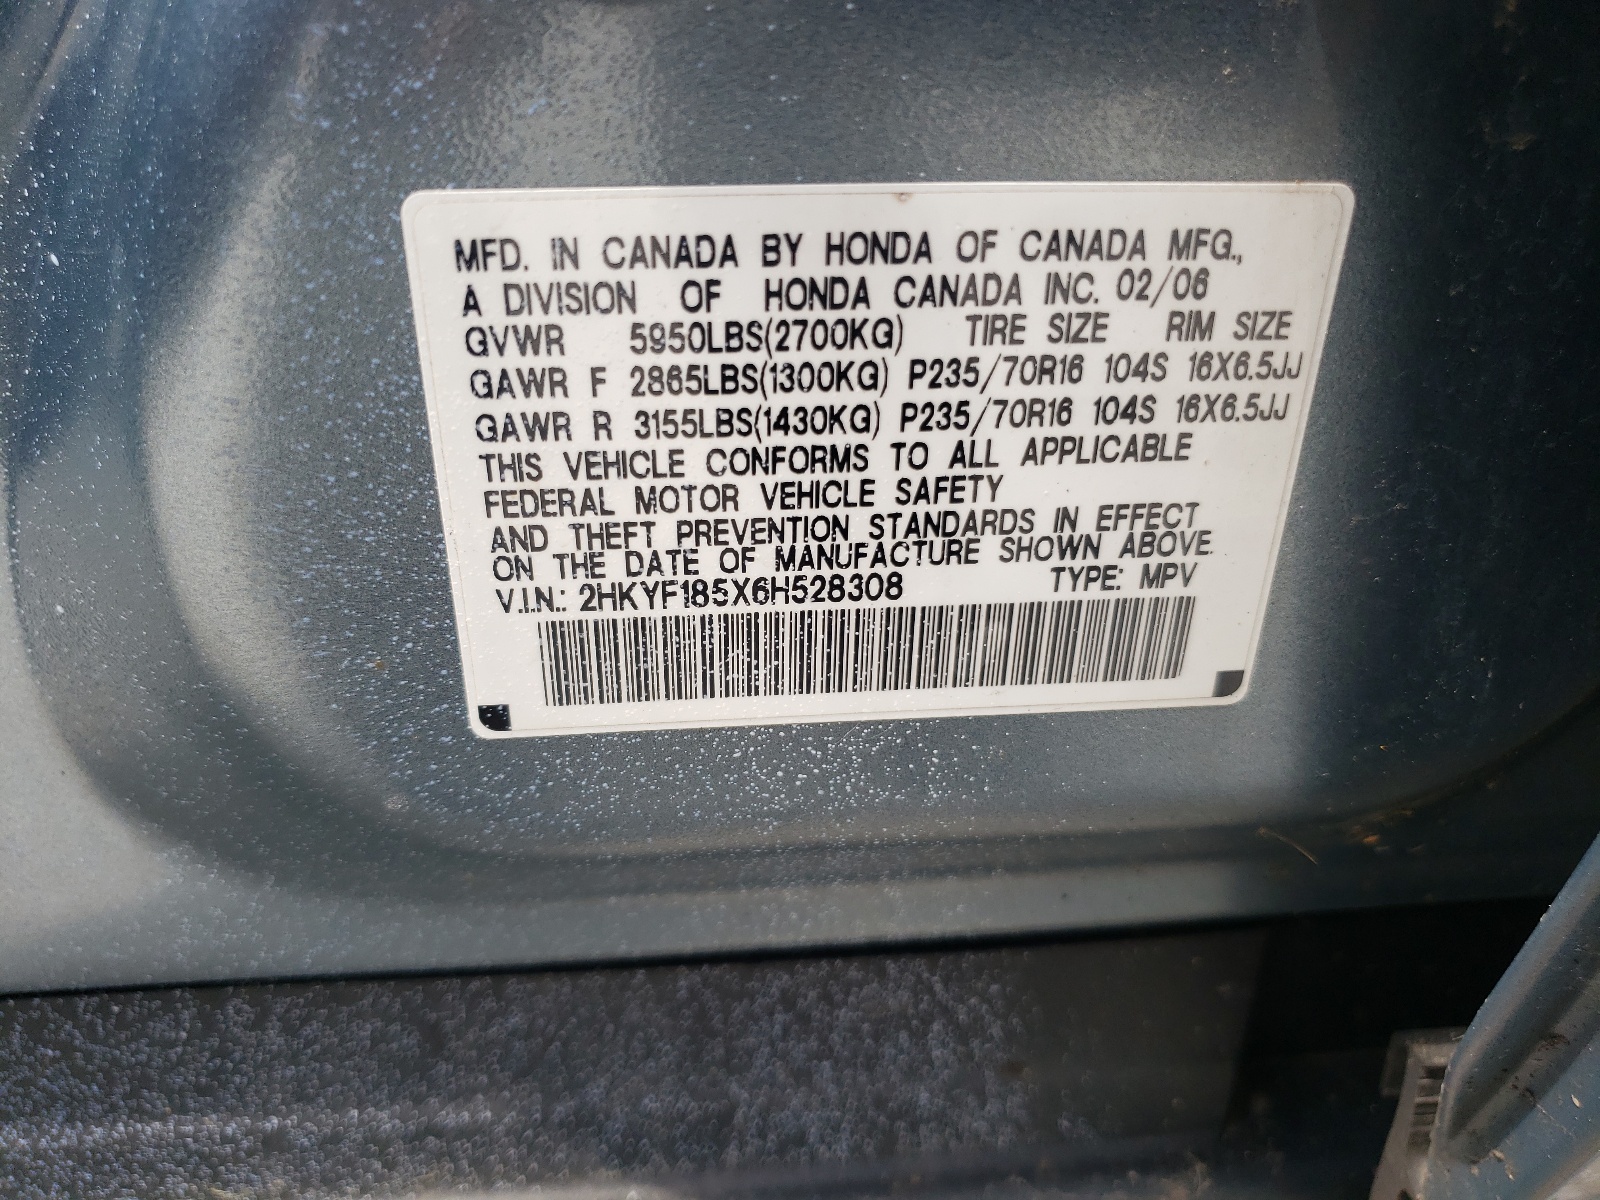 MFD. IN CANADA BY HONDA OF CANADA MFG.,
A DIVISION OF HONDA CANADA INC. 02/06
GVWR 5950LBS(2700KG) TIRE SIZE RIM SIZE
GAWR F 2865LBS(1300KG) P235/70R16 104S 16X6.5JJ
GAWR R 3155LBS(1430KG) P235/70R16 104S 16X6.5JJ
THIS VEHICLE CONFORMS TO ALL APPLICABLE
FEDERAL MOTOR VEHICLE SAFETY
AND THEFT PREVENTION STANDARDS IN EFFECT
ON THE DATE OF MANUFACTURE SHOWN ABOVE.
V.I.N.: 2HKYF185X6H528308 TYPE: MPV